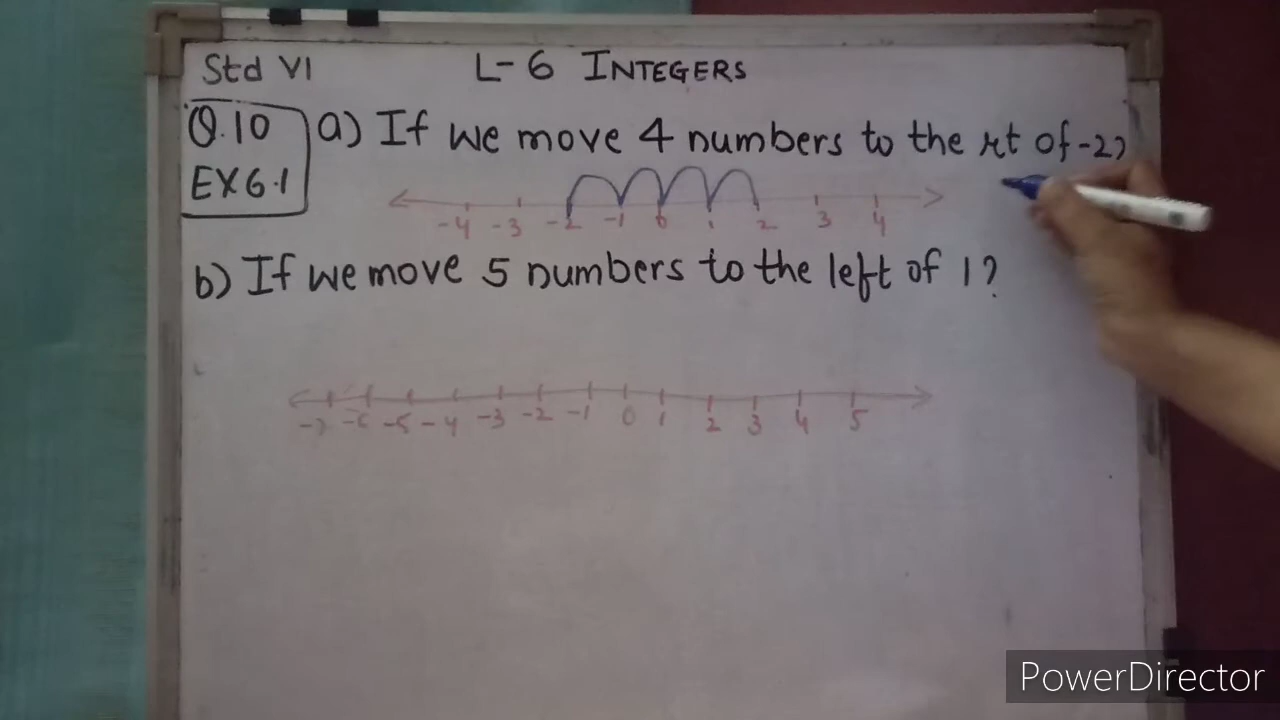 Std VI L-6 INTEGERS
Q.10 a) If we move 4 numbers to the rt of -2?
EX 6.1
-4 -3 -2 -1 0 1 2 3 4
b) If we move 5 numbers to the left of 1?
-7 -6 -5 -4 -3 -2 -1 0 1 2 3 4 5
PowerDirector